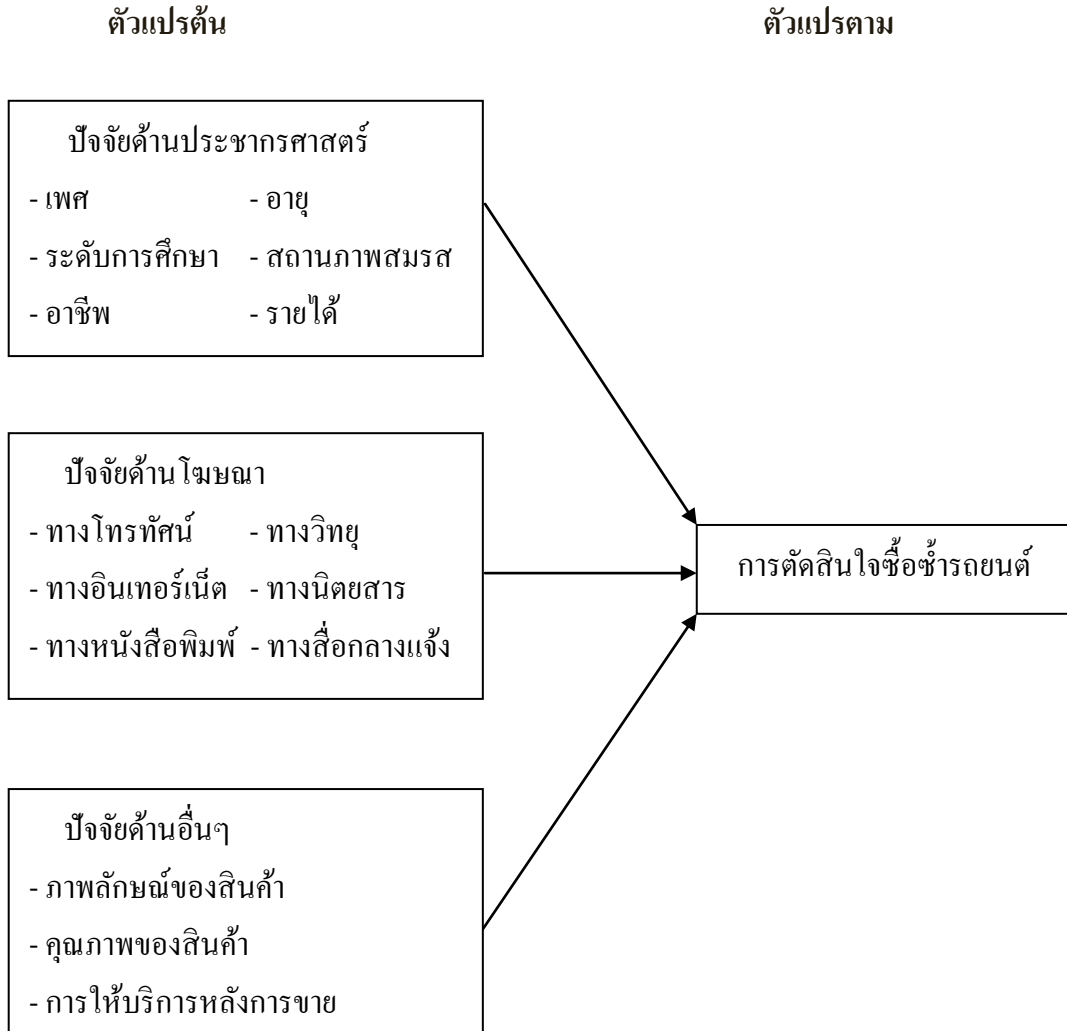 ตัวแปรต้น ตัวแปรตาม
ปัจจัยด้านประชากรศาสตร์
- เพศ - อายุ
- ระดับการศึกษา - สถานภาพสมรส
- อาชีพ - รายได้
ปัจจัยด้านโฆษณา
- ทางโทรทัศน์ - ทางวิทยุ
- ทางอินเทอร์เน็ต - ทางนิตยสาร
- ทางหนังสือพิมพ์ - ทางสื่อกลางแจ้ง
การตัดสินใจซื้อซ้ำรถยนต์
ปัจจัยด้านอื่นๆ
- ภาพลักษณ์ของสินค้า
- คุณภาพของสินค้า
- การให้บริการหลังการขาย